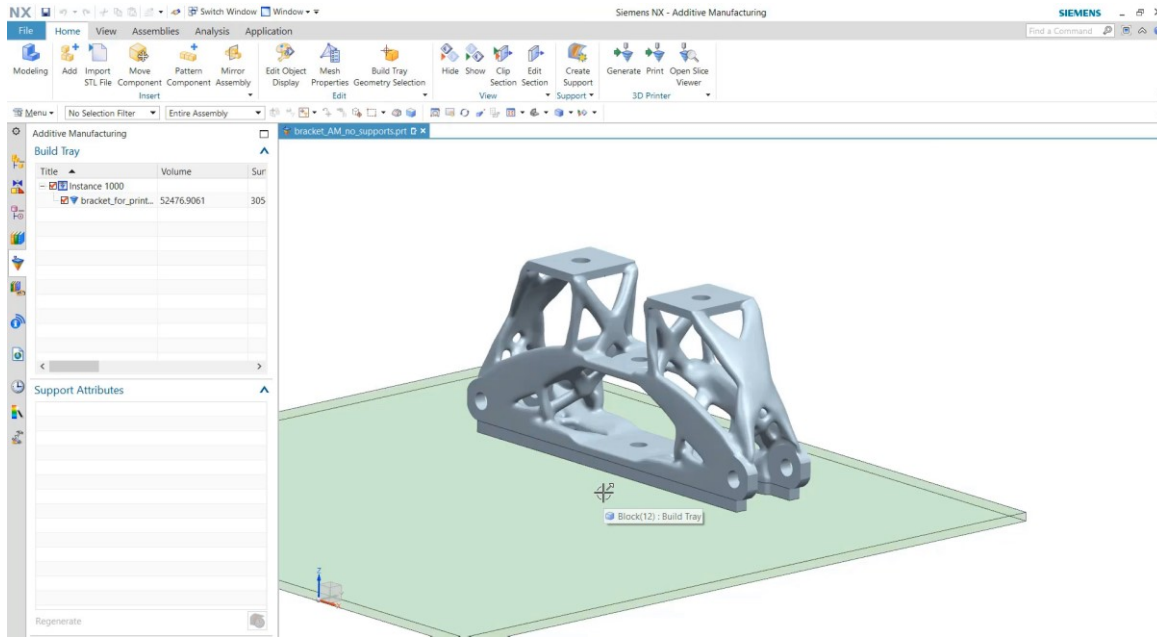 NX Switch Window Window Siemens NX - Additive Manufacturing SIEMENS
File Home View Assemblies Analysis Application Find a Command
Modeling Add Import STL File Move Component Pattern Component Mirror Assembly Edit Object Display Mesh Properties Build Tray Geometry Selection Hide Show Clip Section Edit Section Create Support Generate Print Open Slice Viewer
Insert Edit View Support 3D Printer
Menu No Selection Filter Entire Assembly
Additive Manufacturing bracket_AM_no_supports.prt
Build Tray
Title Volume Sur
Instance 1000
bracket_for_print... 52476.9061 305
Support Attributes
Block(12) : Build Tray
Z
Regenerate